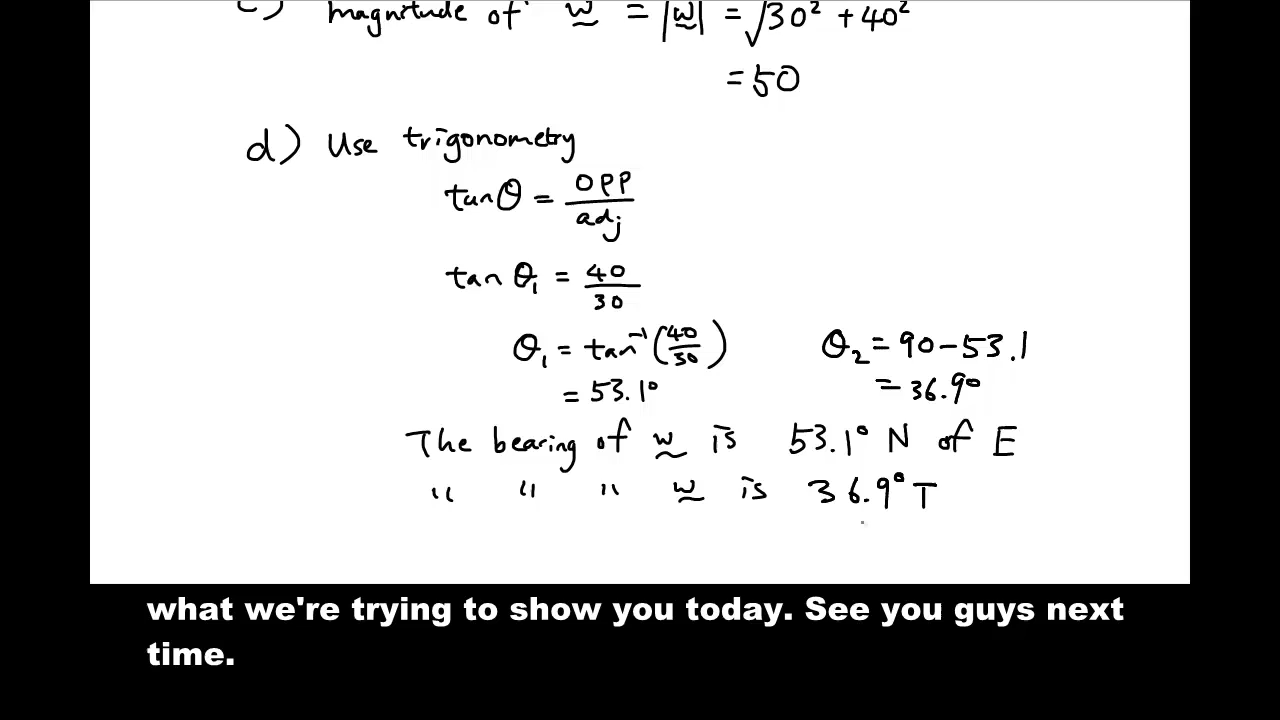 c) magnitude of w = |w| = √30² + 40²
= 50
d) Use trigonometry
tanθ = opp/adj
tan θ₁ = 40/30
θ₁ = tan⁻¹(40/30) θ₂ = 90 - 53.1
= 53.1° = 36.9°
The bearing of w is 53.1° N of E
" " " w is 36.9° T
what we're trying to show you today. See you guys next
time.